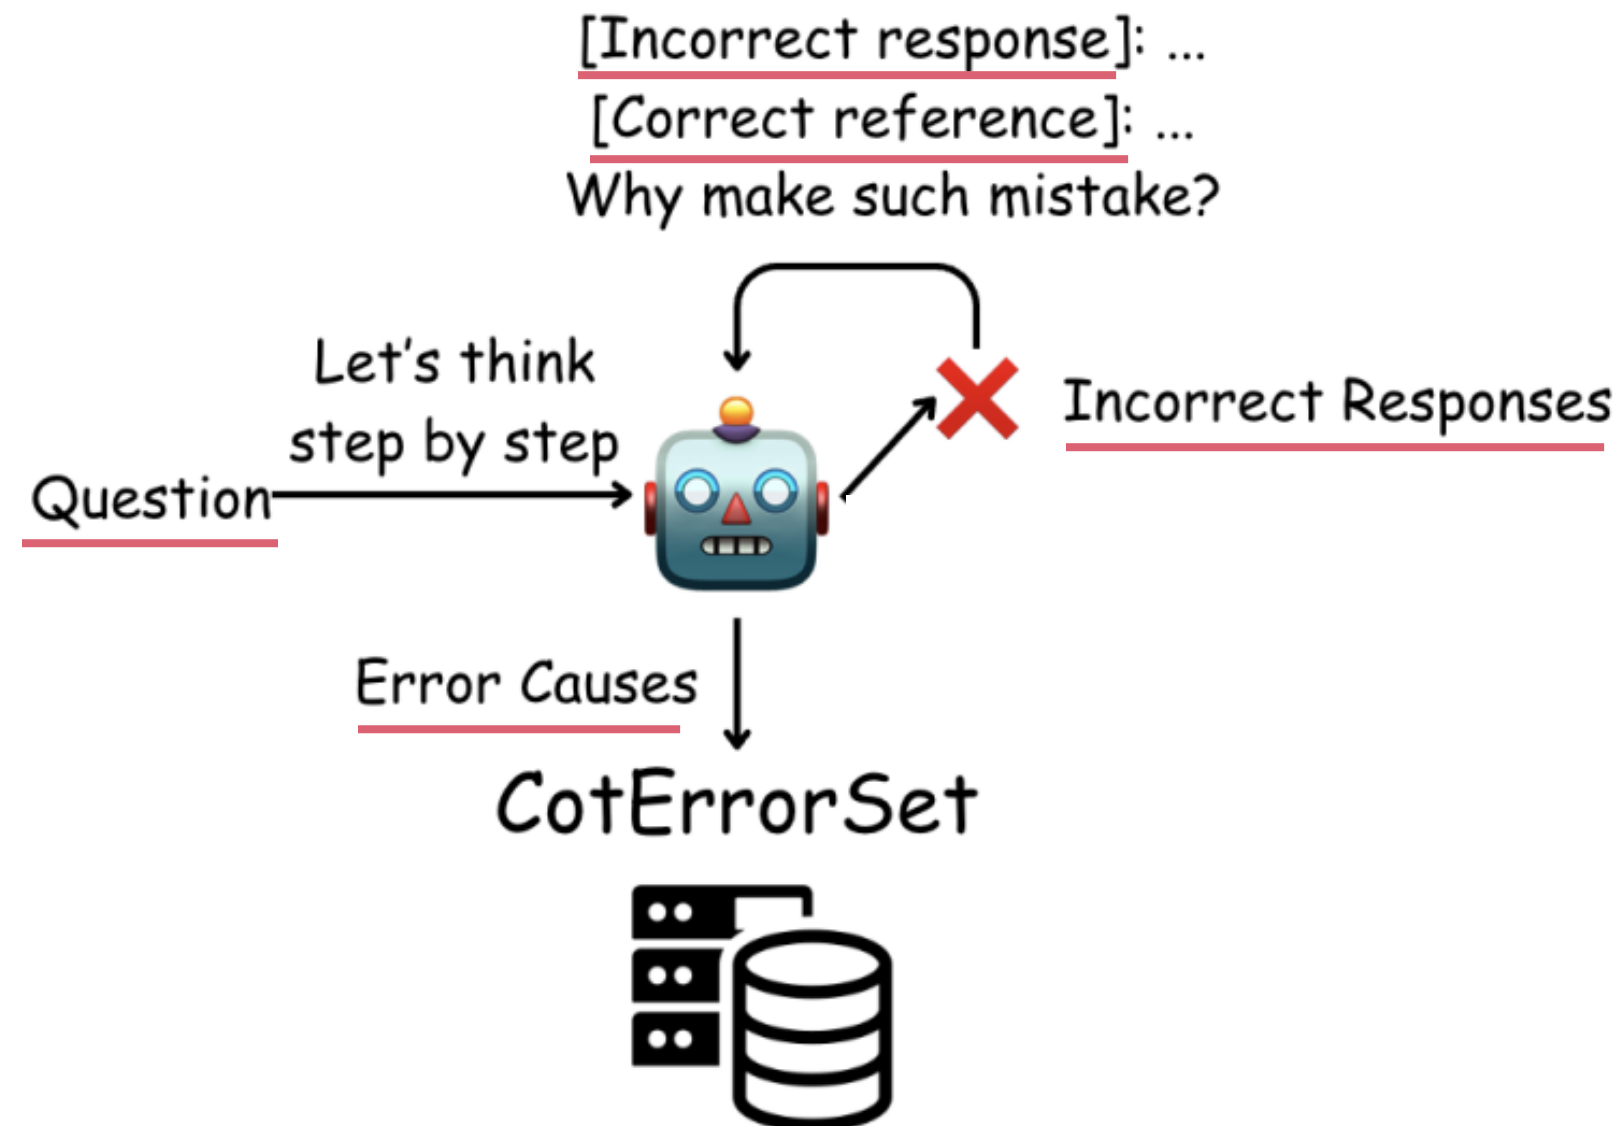 [Incorrect response]: ...
[Correct reference]: ...
Why make such mistake?
Let's think
step by step
Question
Incorrect Responses
Error Causes
CotErrorSet